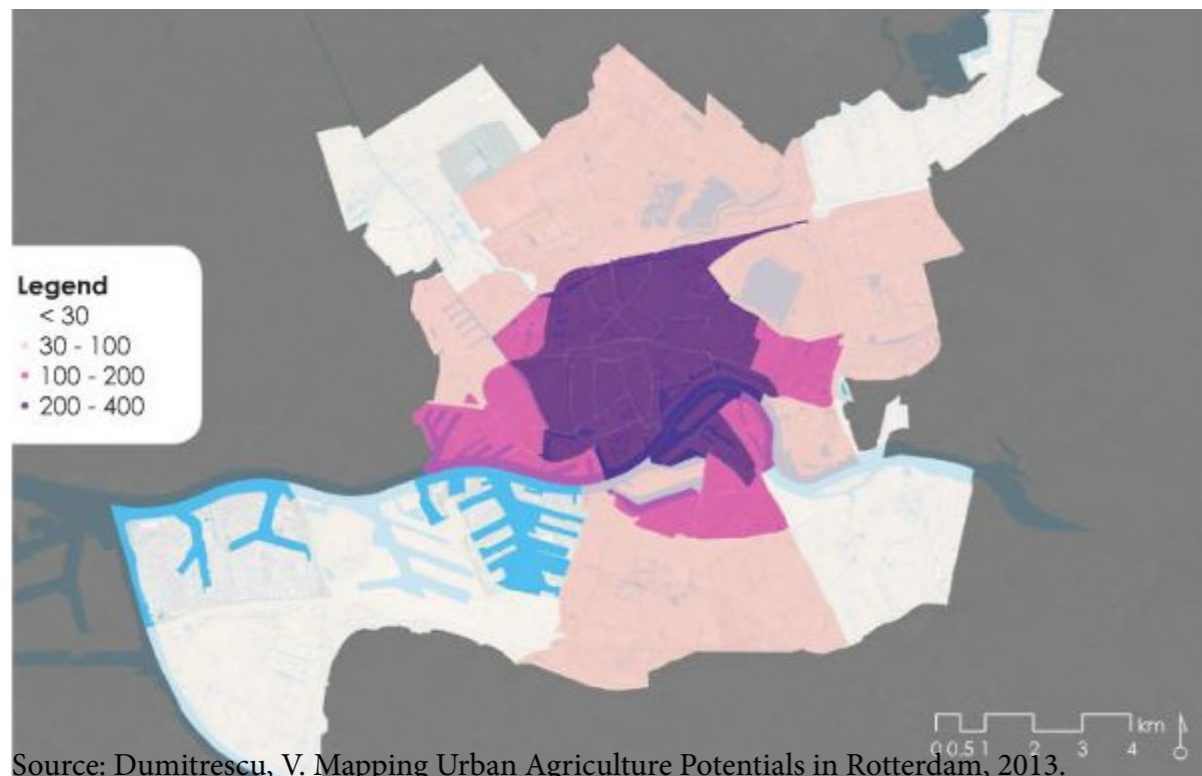 Legend
< 30
30 - 100
100 - 200
200 - 400
km
0 0.5 1 2 3 4
Source: Dumitrescu, V. Mapping Urban Agriculture Potentials in Rotterdam, 2013.